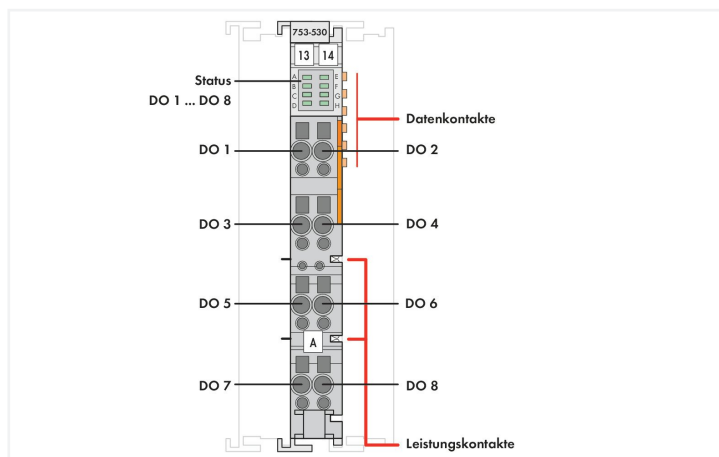 753-530
13 14
Status
DO 1 ... DO 8
A E
B F
C G
D H
Datenkontakte
DO 1 DO 2
DO 3 DO 4
DO 5 DO 6
A
DO 7 DO 8
Leistungskontakte